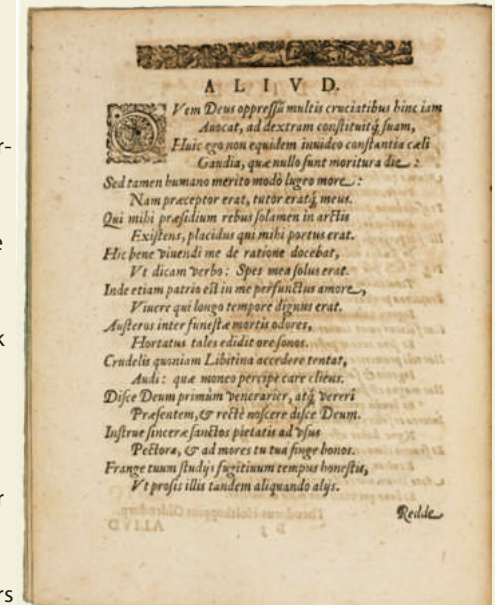 ALIVD.
QVem Deus oppressũ multis cruciatibus hinc iam
Auocat, ad dextram constituitq́; suam,
Huic ego non equidem inuideo constantia cæli
Gaudia, quæ nullo sunt moritura die:
Sed tamen humano merito modò lugeo more:
Nam præceptor erat, tutor eratq́; meus.
Qui mihi præsidium rebus solamen in arctis
Existens, placidus qui mihi portus erat.
Hic bene viuendi me de ratione docebat,
Vt dicam verbo: Spes mea solus erat.
Inde etiam patrio est in me perfunctus amore,
Viuere qui longo tempore dignus erat.
Austeros inter funestæ mortis odores,
Hortatus tales edidit ore sonos.
Crudelis quoniam Libitina accedere tentat,
Audi: quæ moneo percipe care cliens.
Disce Deum primùm venerarier, atq́; vereri
Præsentem, & rectè noscere disce Deum.
Instrue sinceræ sanctos pietatis ad vsus
Pectora, & ad mores tu tua finge bonos.
Frange tuum studijs fugitiuum tempus honestis,
Vt prosis illis tandem aliquando alijs.
Redde